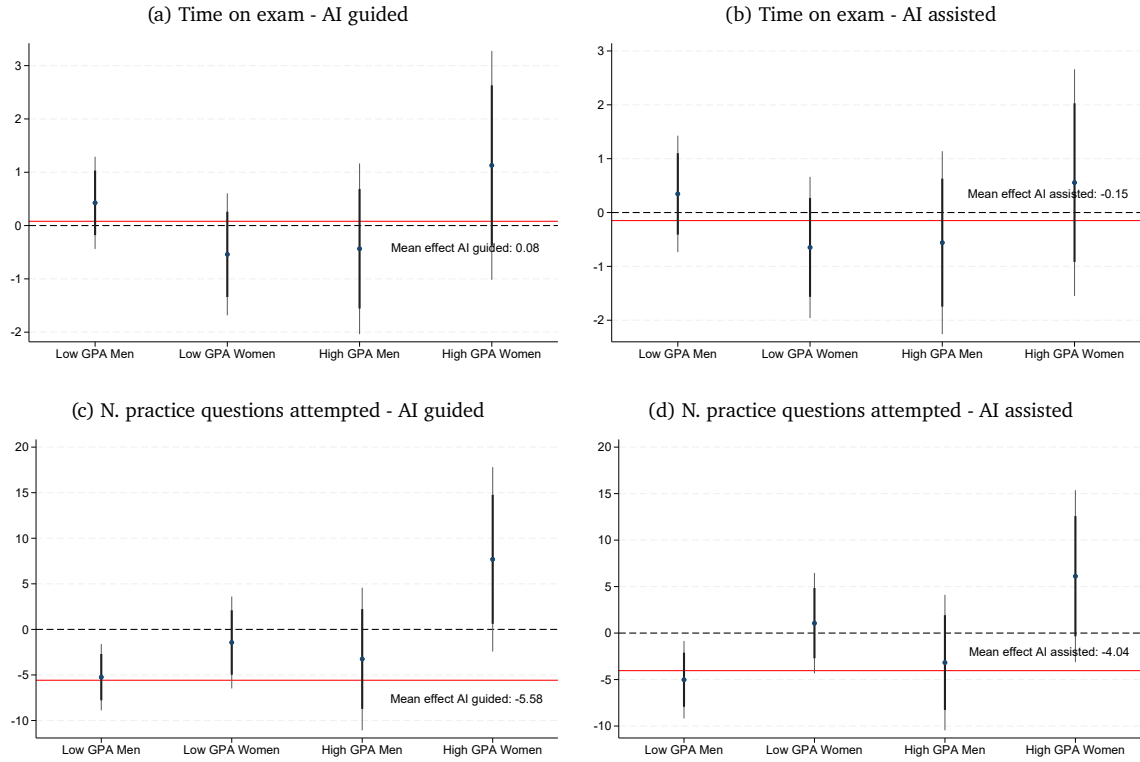 (a) Time on exam - AI guided
3
2
1
0
-1
-2
Mean effect AI guided: 0.08
Low GPA Men Low GPA Women High GPA Men High GPA Women
(b) Time on exam - AI assisted
3
2
1
0
-1
-2
Mean effect AI assisted: -0.15
Low GPA Men Low GPA Women High GPA Men High GPA Women
(c) N. practice questions attempted - AI guided
20
15
10
5
0
-5
-10
Mean effect AI guided: -5.58
Low GPA Men Low GPA Women High GPA Men High GPA Women
(d) N. practice questions attempted - AI assisted
20
15
10
5
0
-5
-10
Mean effect AI assisted: -4.04
Low GPA Men Low GPA Women High GPA Men High GPA Women